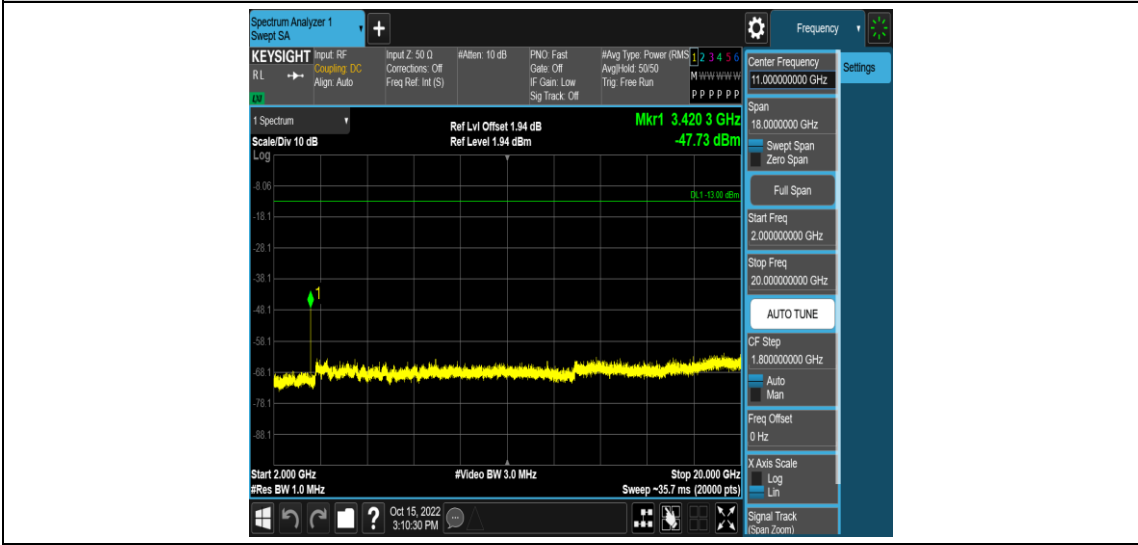 Spectrum Analyzer 1
Swept SA
+
Frequency
KEYSIGHT
RL
Input: RF
Coupling: DC
Align: Auto
Input Z: 50 Ω
Corrections: Off
Freq Ref: Int (S)
#Atten: 10 dB
PNO: Fast
Gate: Off
IF Gain: Low
Sig Track: Off
#Avg Type: Power (RMS
Avg|Hold: 50/50
Trig: Free Run
1 2 3 4 5 6
M W W W W W
P P P P P P
1 Spectrum
Scale/Div 10 dB
Log
Ref Lvl Offset 1.94 dB
Ref Level 1.94 dBm
Mkr1 3.420 3 GHz
-47.73 dBm
-8.06
DL1 -13.00 dBm
-18.1
-28.1
-38.1
1
-48.1
-58.1
-68.1
-78.1
-88.1
Start 2.000 GHz
#Res BW 1.0 MHz
#Video BW 3.0 MHz
Stop 20.000 GHz
Sweep ~35.7 ms (20000 pts)
Oct 15, 2022
3:10:30 PM
?
Center Frequency
11.000000000 GHz
Settings
Span
18.0000000 GHz
Swept Span
Zero Span
Full Span
Start Freq
2.000000000 GHz
Stop Freq
20.000000000 GHz
AUTO TUNE
CF Step
1.800000000 GHz
Auto
Man
Freq Offset
0 Hz
X Axis Scale
Log
Lin
Signal Track
(Span Zoom)